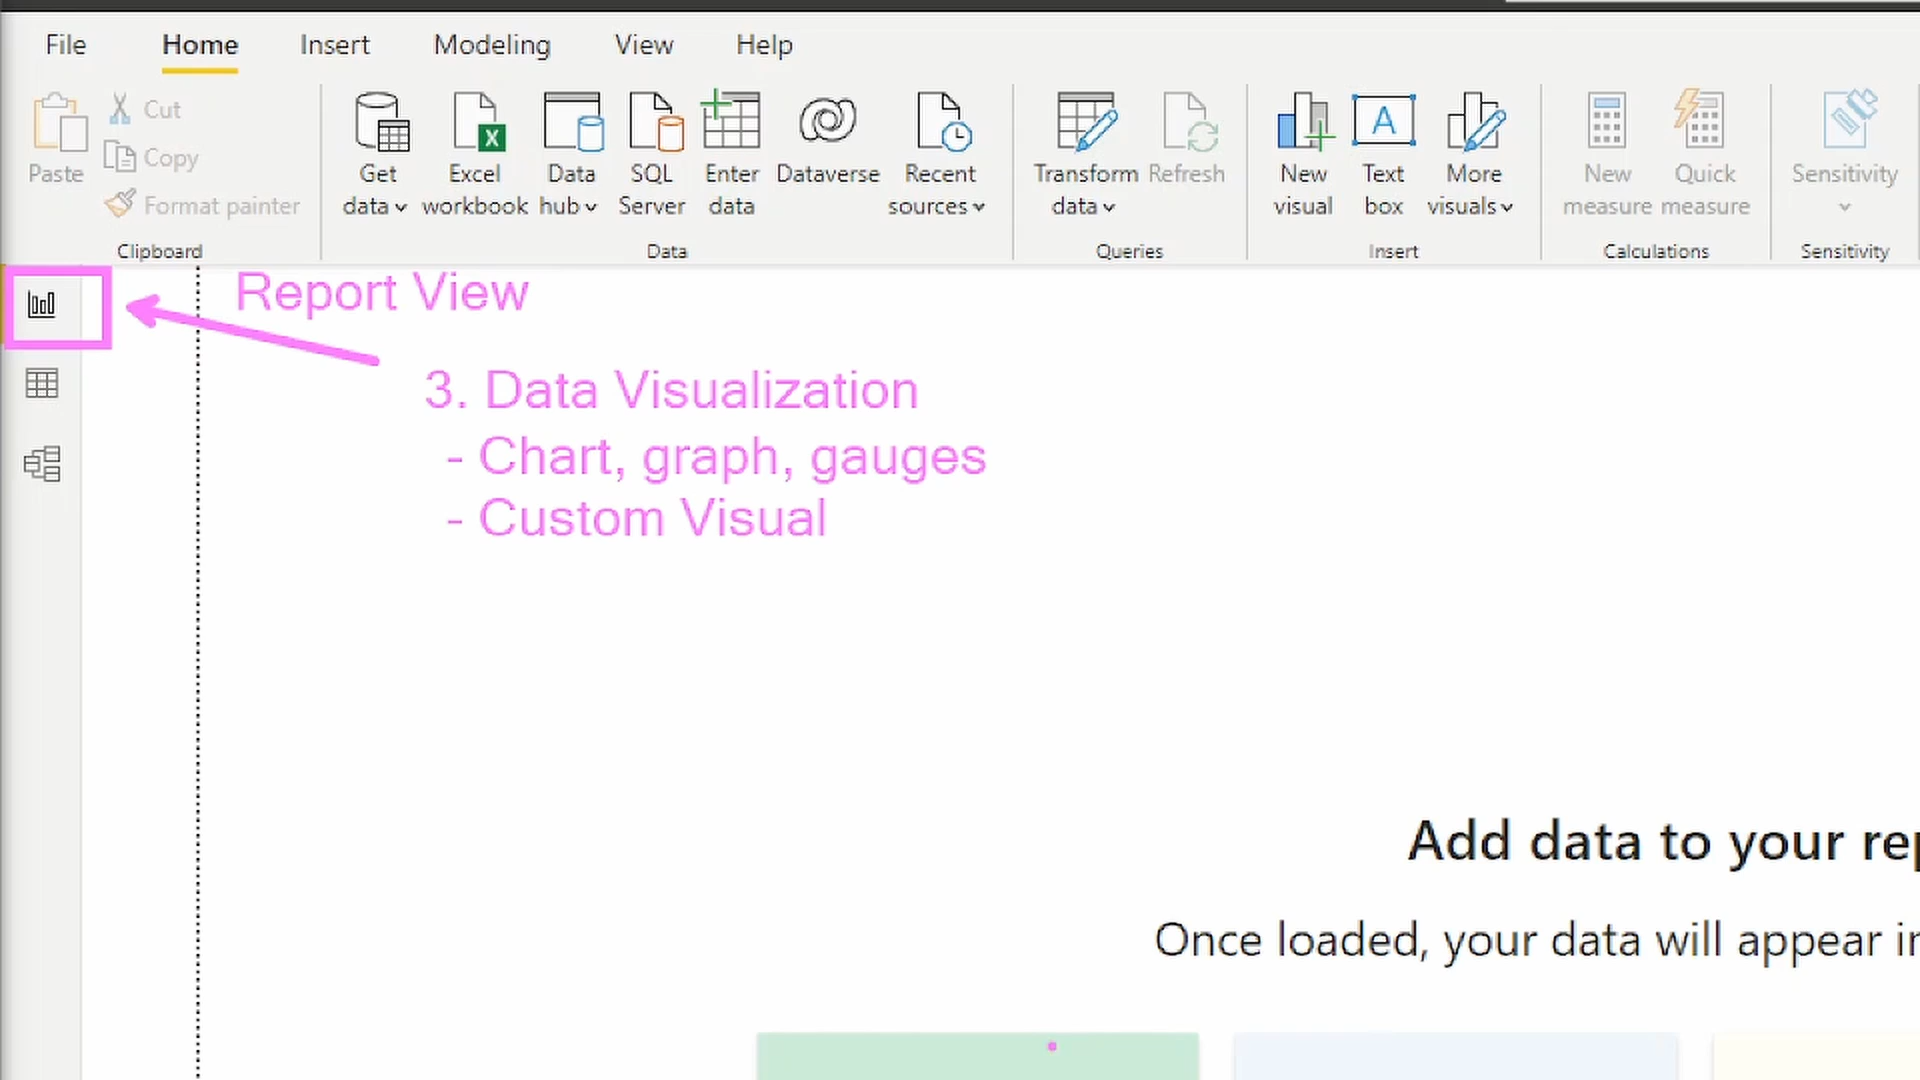 File Home Insert Modeling View Help
Cut
Copy
Format painter
Paste
Clipboard
Get data
Excel workbook
Data hub
SQL Server
Enter data
Dataverse
Recent sources
Data
Transform data
Refresh
Queries
New visual
Text box
More visuals
Insert
New measure
Quick measure
Calculations
Sensitivity
Sensitivity
Report View
3. Data Visualization
- Chart, graph, gauges
- Custom Visual
Add data to your rep
Once loaded, your data will appear in